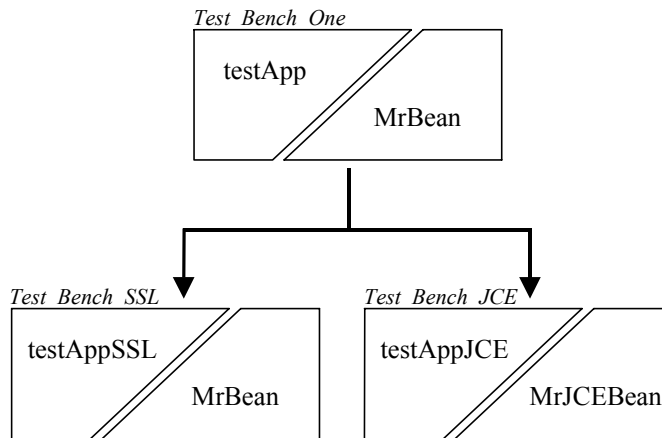 Test Bench One
testApp
MrBean
Test Bench SSL
testAppSSL
MrBean
Test Bench JCE
testAppJCE
MrJCEBean